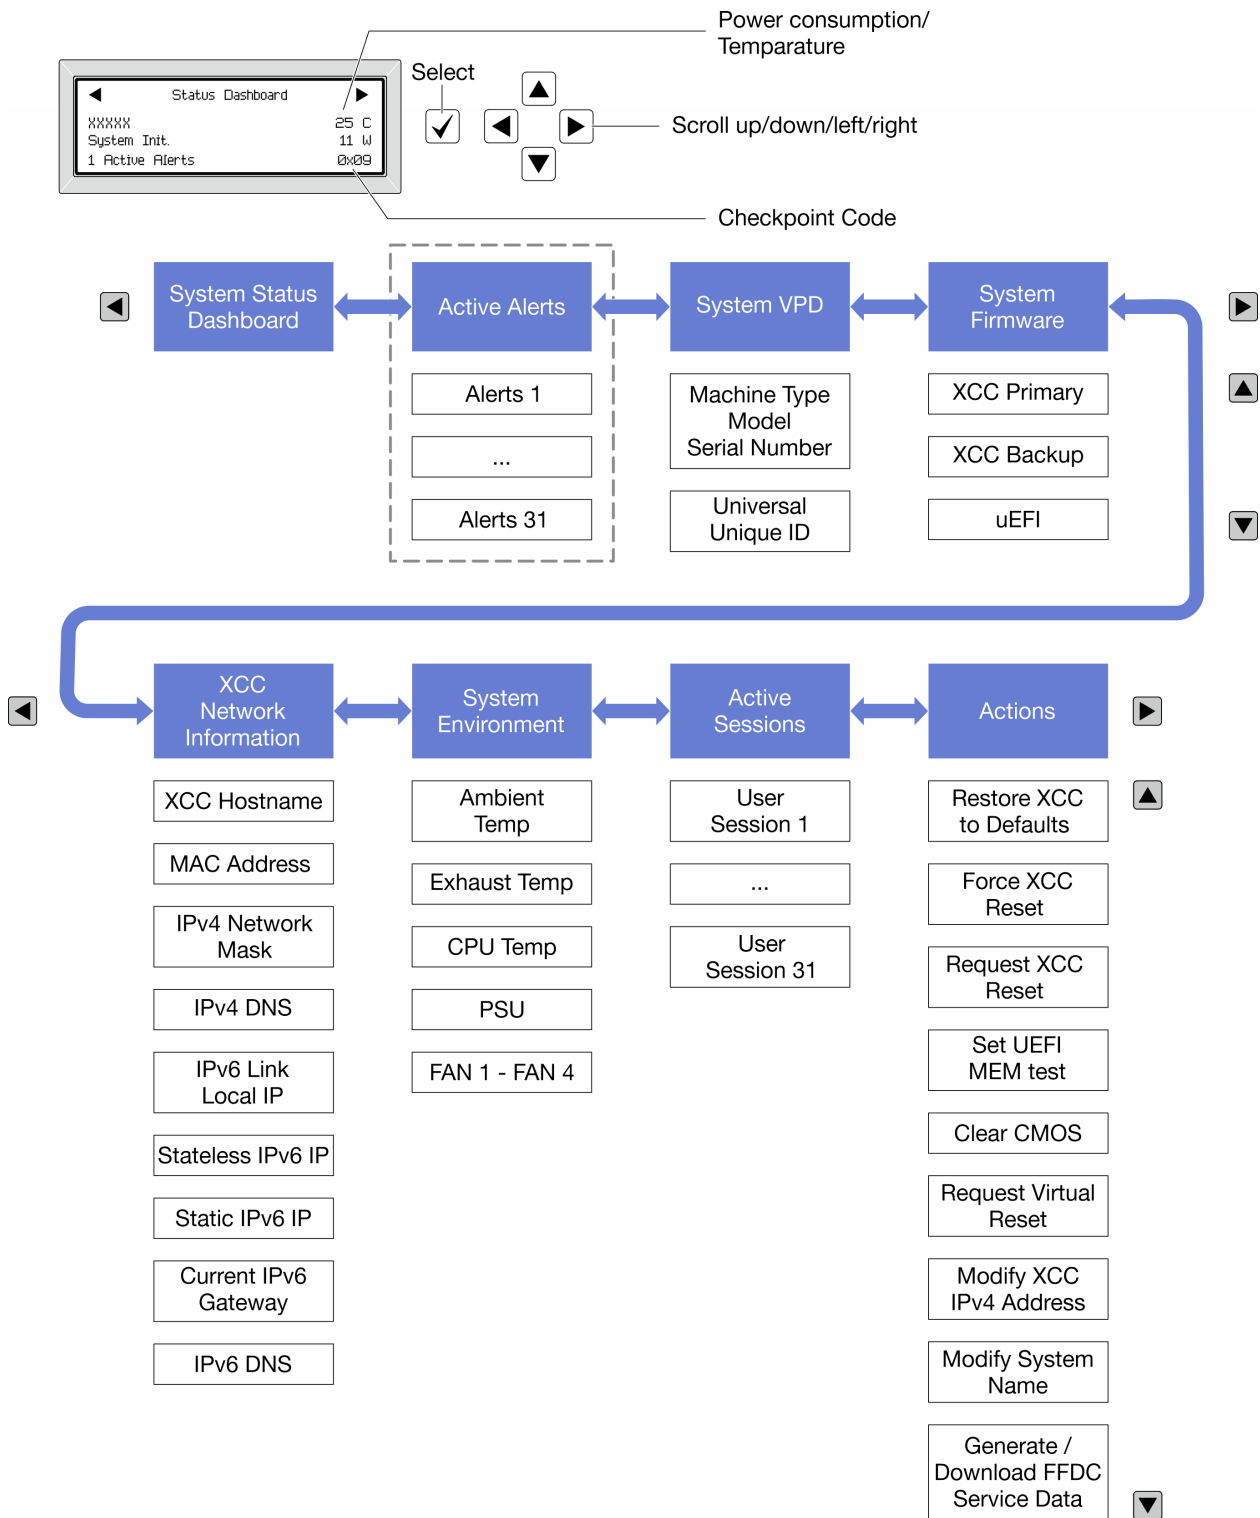 Power consumption/
Temparature
Select
Status Dashboard
XXXXX 25 C
System Init. 11 W
1 Active Alerts 0x09
Scroll up/down/left/right
Checkpoint Code
System Status
Dashboard
Active Alerts
System VPD
System
Firmware
Alerts 1
...
Alerts 31
Machine Type
Model
Serial Number
Universal
Unique ID
XCC Primary
XCC Backup
uEFI
XCC
Network
Information
System
Environment
Active
Sessions
Actions
XCC Hostname
MAC Address
IPv4 Network
Mask
IPv4 DNS
IPv6 Link
Local IP
Stateless IPv6 IP
Static IPv6 IP
Current IPv6
Gateway
IPv6 DNS
Ambient
Temp
Exhaust Temp
CPU Temp
PSU
FAN 1 - FAN 4
User
Session 1
...
User
Session 31
Restore XCC
to Defaults
Force XCC
Reset
Request XCC
Reset
Set UEFI
MEM test
Clear CMOS
Request Virtual
Reset
Modify XCC
IPv4 Address
Modify System
Name
Generate /
Download FFDC
Service Data